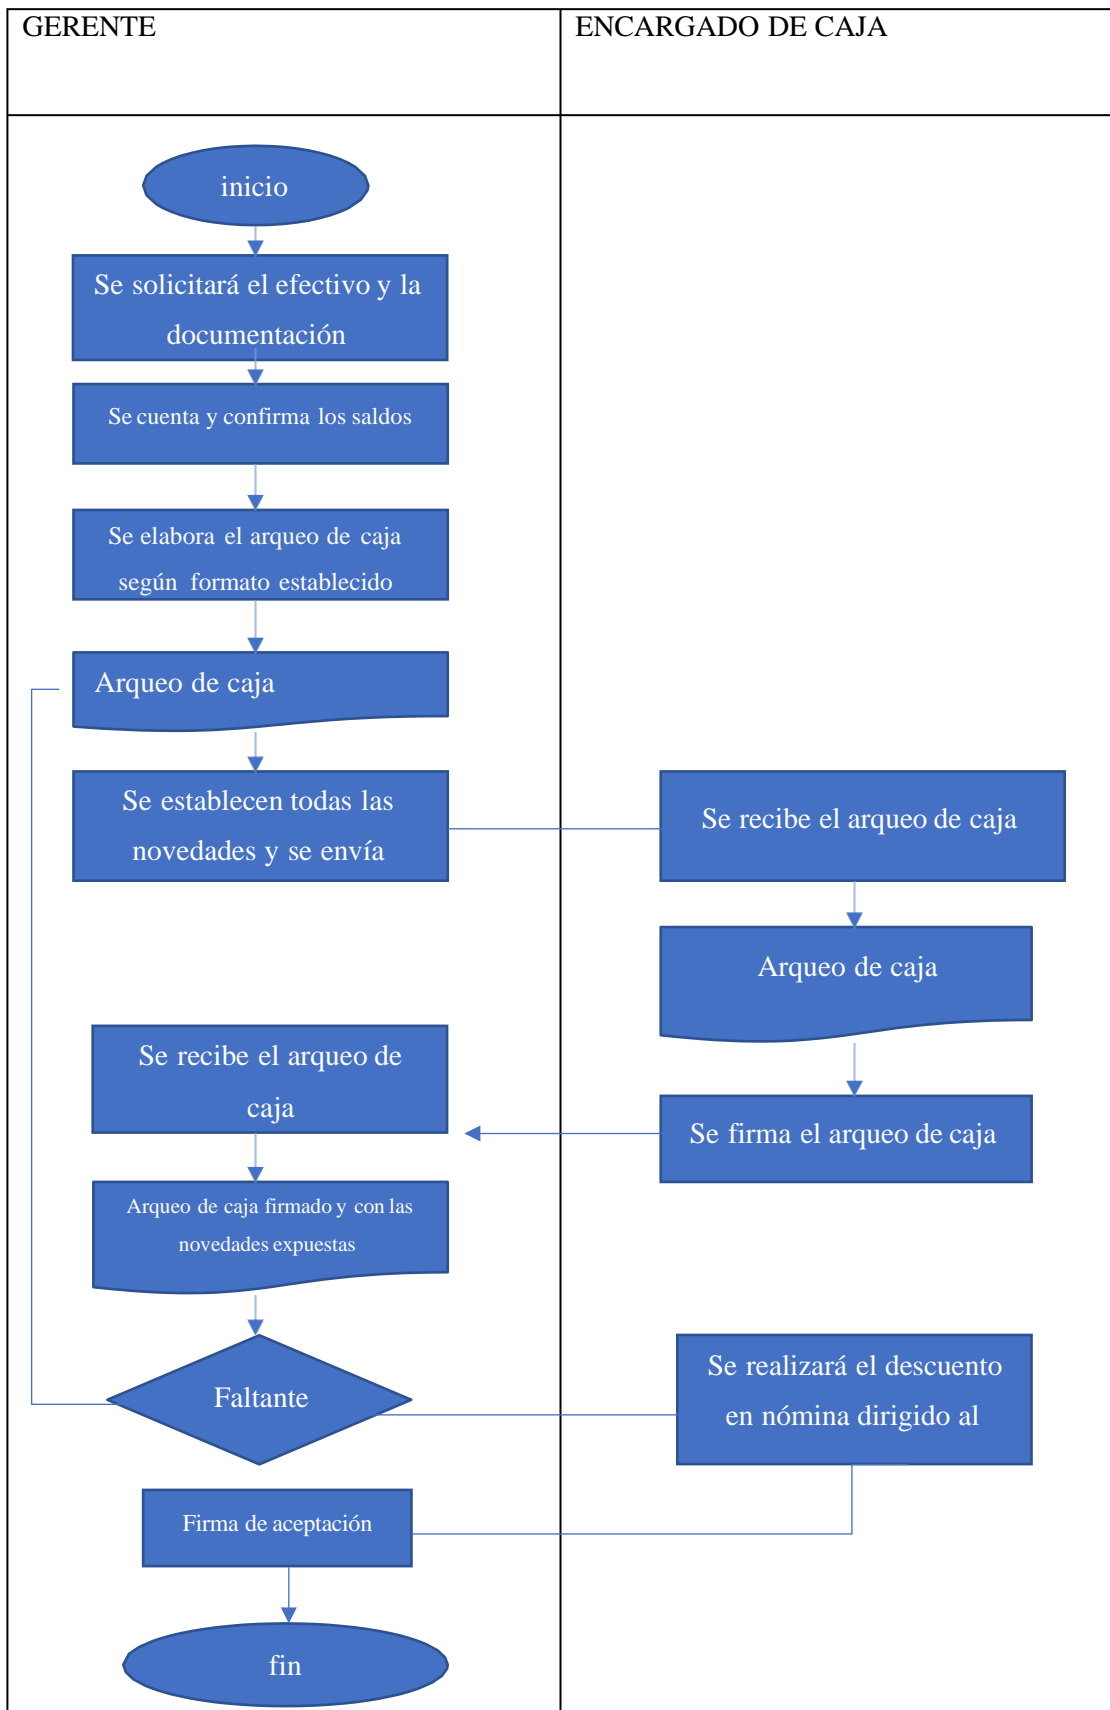 GERENTE
ENCARGADO DE CAJA
inicio
Se solicitará el efectivo y la
documentación
Se cuenta y confirma los saldos
Se elabora el arqueo de caja
según formato establecido
Arqueo de caja
Se establecen todas las
novedades y se envía
Se recibe el arqueo de caja
Arqueo de caja
Se firma el arqueo de caja
Se recibe el arqueo de
caja
Arqueo de caja firmado y con las
novedades expuestas
Faltante
Se realizará el descuento
en nómina dirigido al
Firma de aceptación
fin